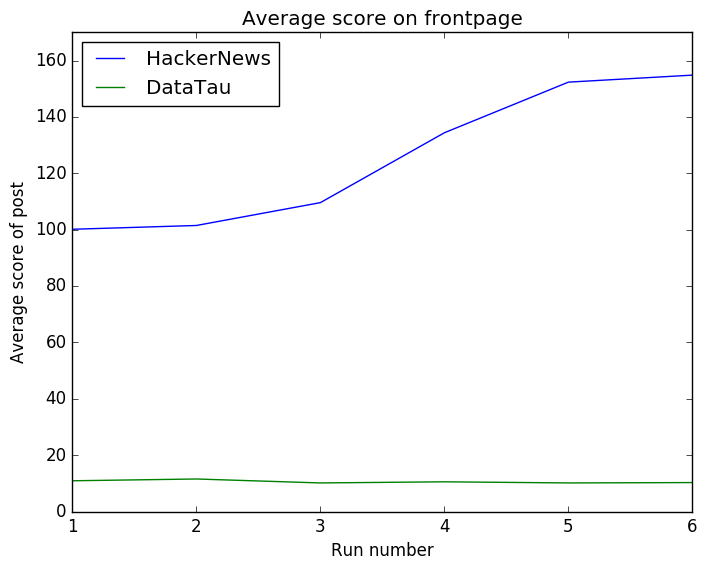 Average score on frontpage
HackerNews
DataTau
160
140
120
100
80
60
40
20
0
Average score of post
1 2 3 4 5 6
Run number